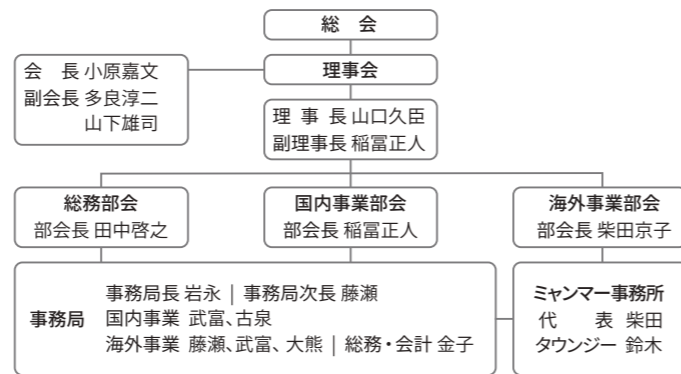 総　会
理事会
会　長 小原嘉文
副会長 多良淳二
山下雄司
理 事 長 山口久臣
副理事長 稲冨正人
総務部会
部会長 田中啓之
国内事業部会
部会長 稲冨正人
海外事業部会
部会長 柴田京子
事務局
事務局長 岩永 | 事務局次長 藤瀬
国内事業 武富、古泉
海外事業 藤瀬、武富、大熊 | 総務・会計 金子
ミャンマー事務所
代　　表 柴田
タウンジー 鈴木